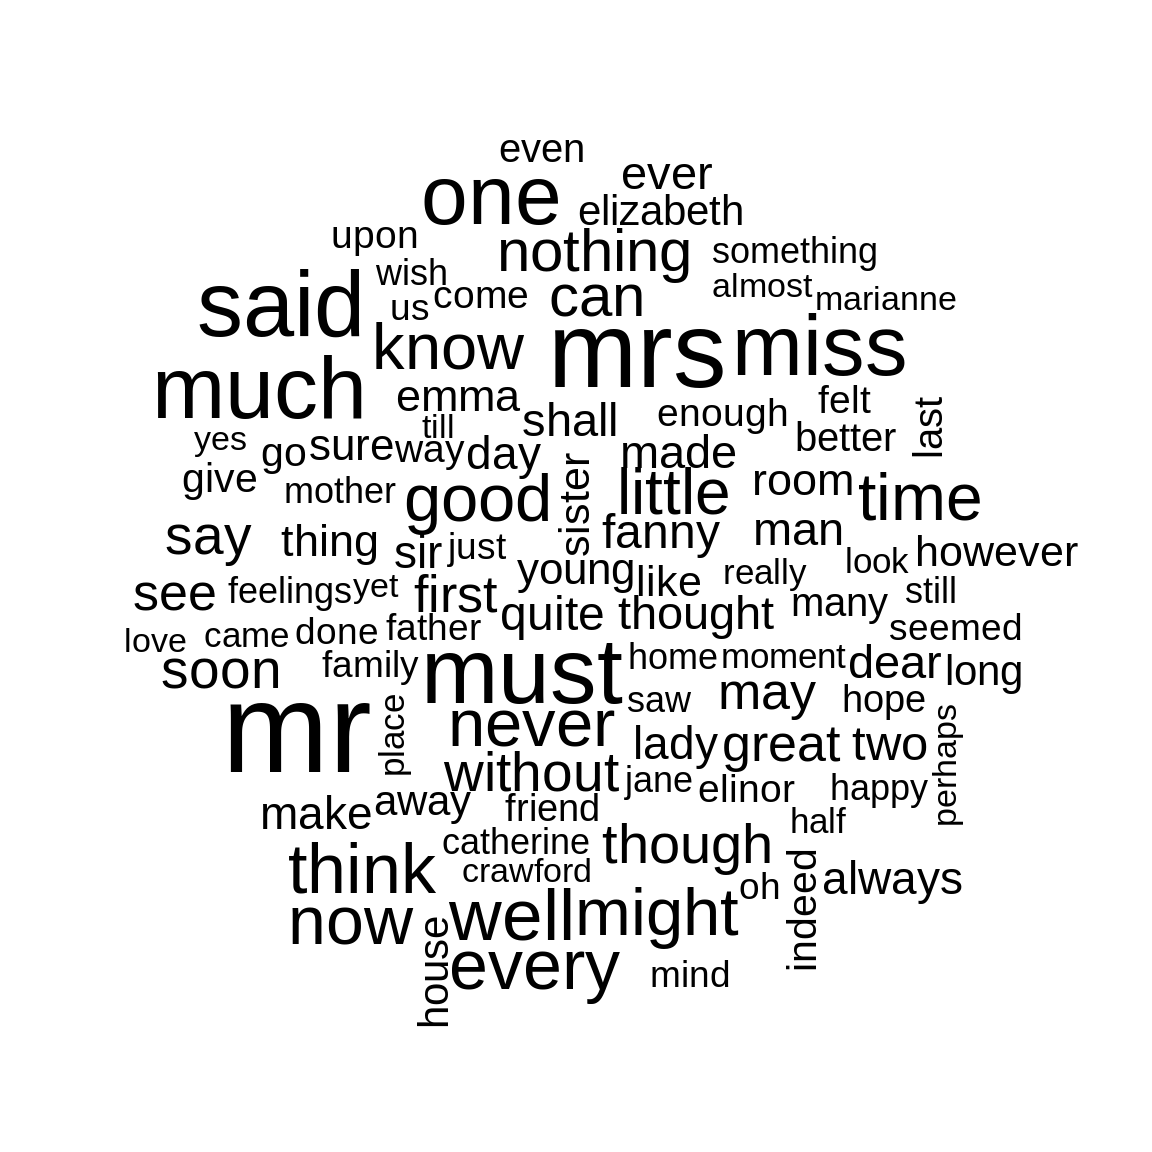 even
ever
one
elizabeth
upon
nothing
something
wish
said
us
come
can
almost
marianne
know
mrs
miss
much
emma
felt
till
shall
enough
last
yes
go
sure
way
day
made
better
give
mother
good
sister
little
room
time
say
thing
sir
just
fanny
man
look
however
see
feelings
yet
first
young
like
really
still
love
came
done
father
quite
thought
many
seemed
soon
family
must
home
moment
dear
long
mr
place
never
saw
may
hope
lady
great
two
perhaps
without
jane
elinor
happy
make
away
friend
half
think
catherine
crawford
though
oh
indeed
always
now
well
might
house
every
mind